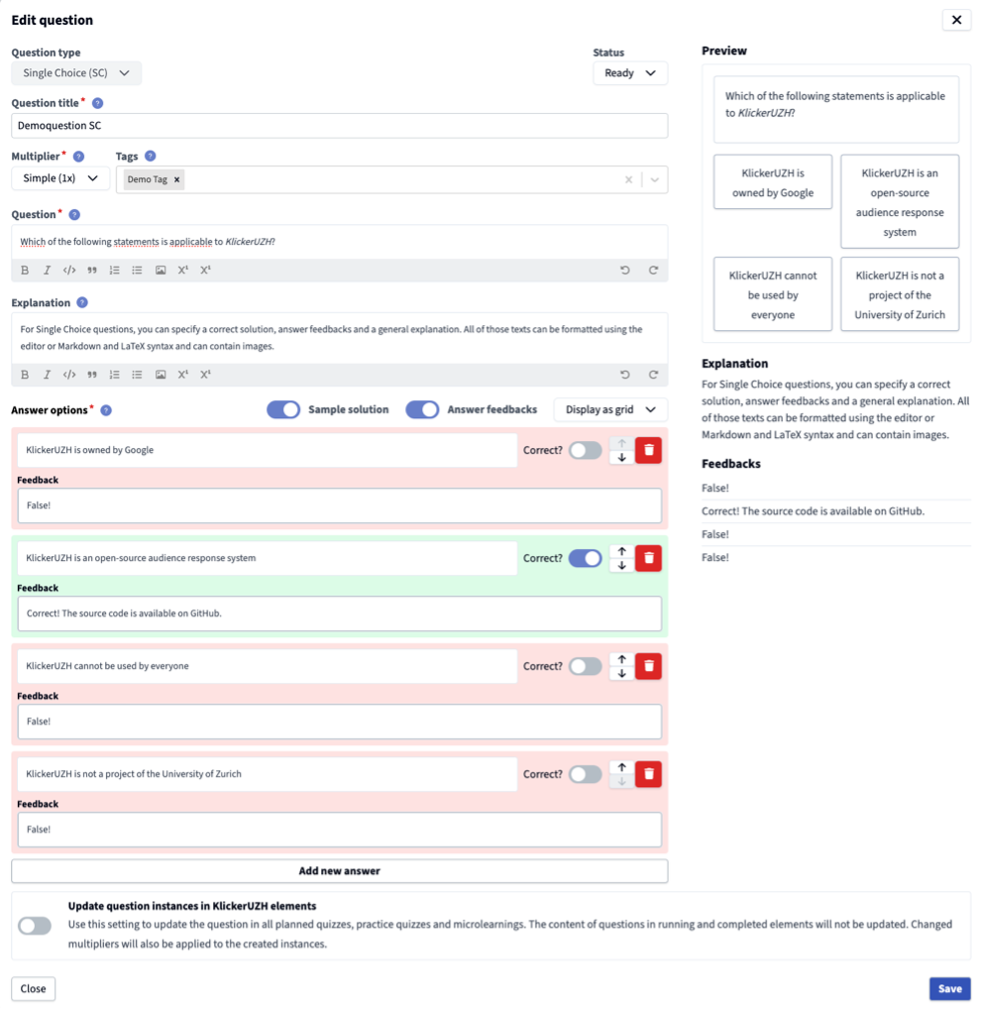 Edit question
Question type
Status
Single Choice (SC)
Ready
Question title*
Demoquestion SC
Multiplier*
Tags
Simple (1x)
Demo Tag
Question*
Which of the following statements is applicable to KlickerUZH?
Explanation
For Single Choice questions, you can specify a correct solution, answer feedbacks and a general explanation. All of those texts can be formatted using the
editor or Markdown and LaTeX syntax and can contain images.
Answer options*
Sample solution
Answer feedbacks
Display as grid
KlickerUZH is owned by Google
Correct?
Feedback
False!
KlickerUZH is an open-source audience response system
Correct?
Feedback
Correct! The source code is available on GitHub.
KlickerUZH cannot be used by everyone
Correct?
Feedback
False!
KlickerUZH is not a project of the University of Zurich
Correct?
Feedback
False!
Add new answer
Preview
Which of the following statements is applicable
to KlickerUZH?
KlickerUZH is
owned by Google
KlickerUZH is an
open-source
audience response
system
KlickerUZH cannot
be used by
everyone
KlickerUZH is not a
project of the
University of Zurich
Explanation
For Single Choice questions, you can specify a correct
solution, answer feedbacks and a general explanation. All
of those texts can be formatted using the editor or
Markdown and LaTeX syntax and can contain images.
Feedbacks
False!
Correct! The source code is available on GitHub.
False!
False!
Update question instances in KlickerUZH elements
Use this setting to update the question in all planned quizzes, practice quizzes and microlearnings. The content of questions in running and completed elements will not be updated. Changed
multipliers will also be applied to the created instances.
Close
Save